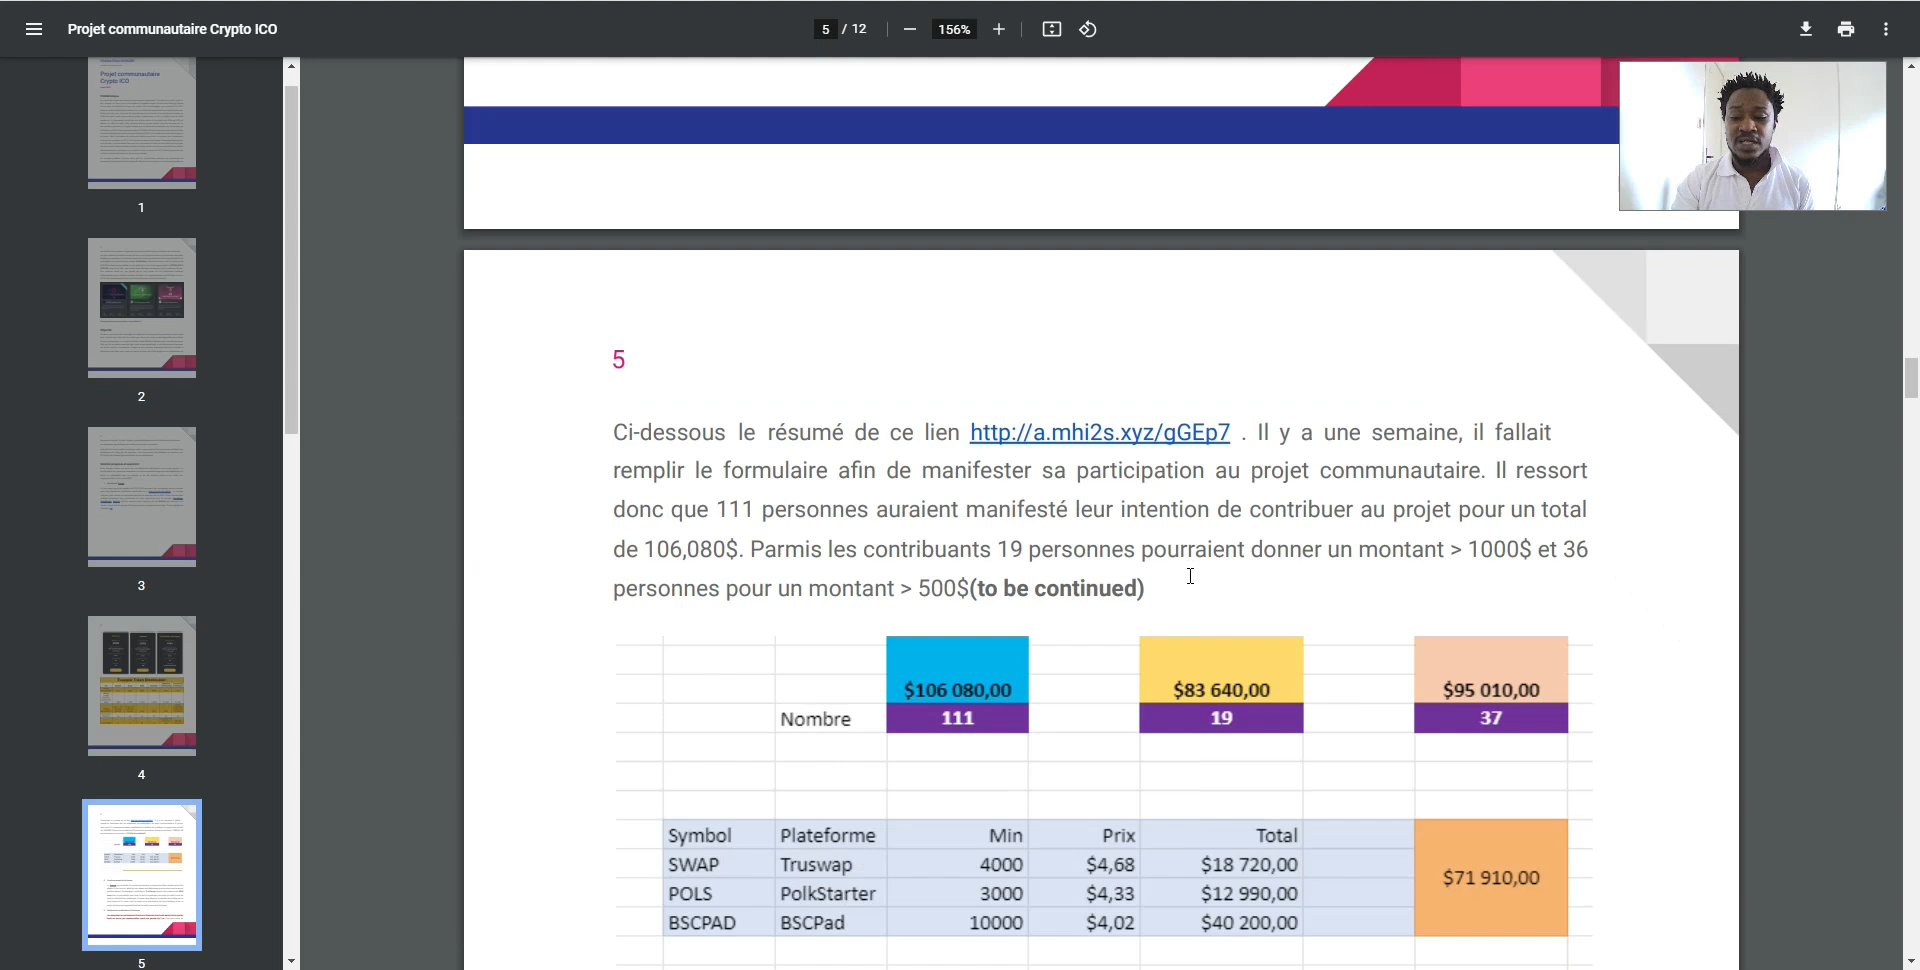 Projet communautaire Crypto ICO
5 / 12
156%
Projet communautaire
Crypto ICO
1
2
3
4
5
5
Ci-dessous le résumé de ce lien http://a.mhi2s.xyz/gGEp7 . Il y a une semaine, il fallait
remplir le formulaire afin de manifester sa participation au projet communautaire. Il ressort
donc que 111 personnes auraient manifesté leur intention de contribuer au projet pour un total
de 106,080$. Parmis les contribuants 19 personnes pourraient donner un montant > 1000$ et 36
personnes pour un montant > 500$(to be continued)
$106 080,00 $83 640,00 $95 010,00
Nombre 111 19 37
Symbol Plateforme Min Prix Total
SWAP Truswap 4000 $4,68 $18 720,00
$71 910,00
POLS PolkStarter 3000 $4,33 $12 990,00
BSCPAD BSCPad 10000 $4,02 $40 200,00